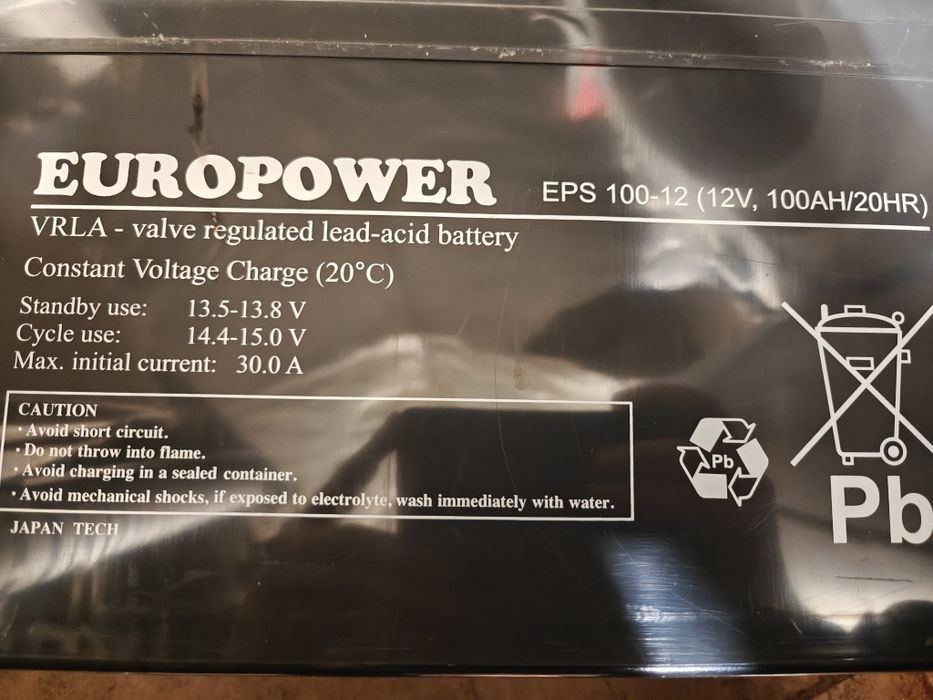 EUROPOWER EPS 100-12 (12V, 100AH/20HR)
VRLA - valve regulated lead-acid battery
Constant Voltage Charge (20°C)
Standby use: 13.5-13.8 V
Cycle use: 14.4-15.0 V
Max. initial current: 30.0 A
CAUTION
· Avoid short circuit.
· Do not throw into flame.
· Avoid charging in a sealed container.
· Avoid mechanical shocks, if exposed to electrolyte, wash immediately with water.
JAPAN TECH
Pb
Pb